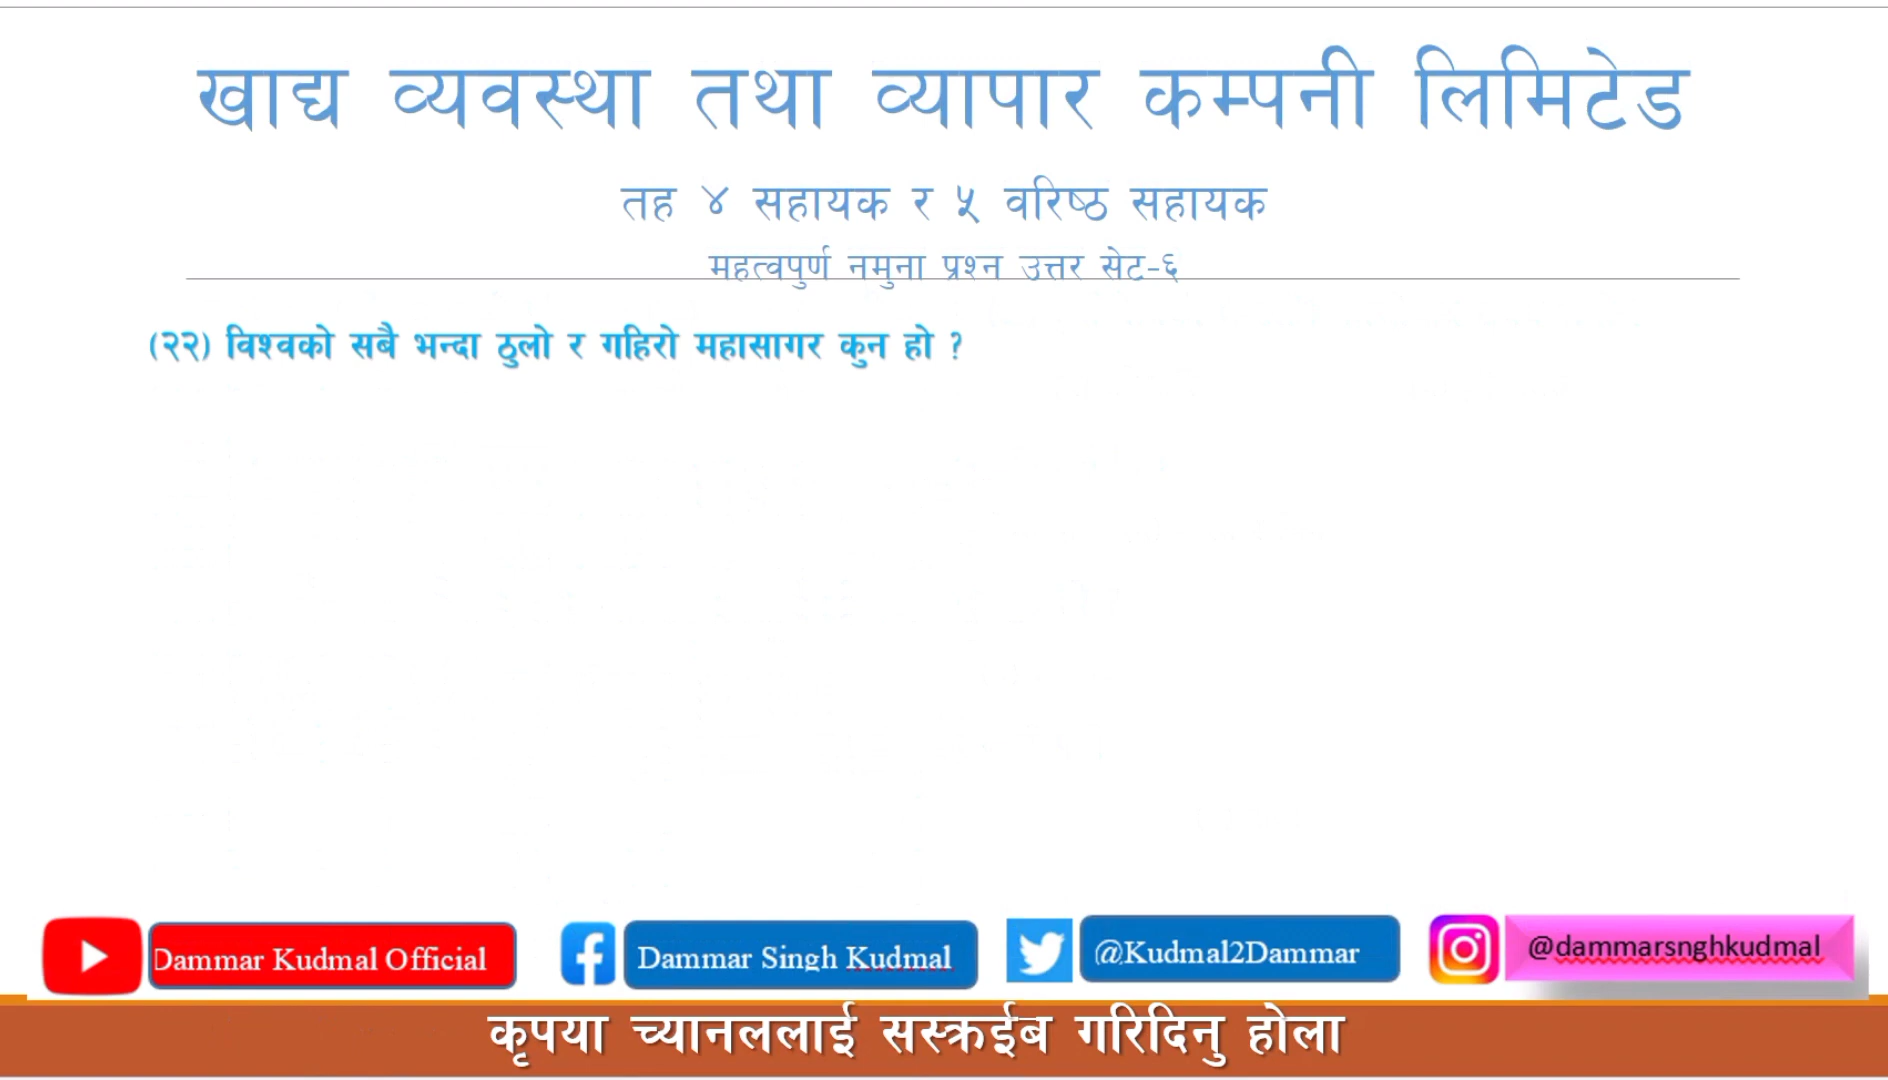 खाद्य व्यवस्था तथा व्यापार कम्पनी लिमिटेड
तह ४ सहायक र ५ वरिष्ठ सहायक
महत्वपुर्ण नमुना प्रश्न उत्तर सेट-६
(२२) विश्वको सबै भन्दा ठुलो र गहिरो महासागर कुन हो ?
Dammar Kudmal Official
Dammar Singh Kudmal
@Kudmal2Dammar
@dammarsnghkudmal
कृपया च्यानललाई सस्क्रईब गरिदिनु होला